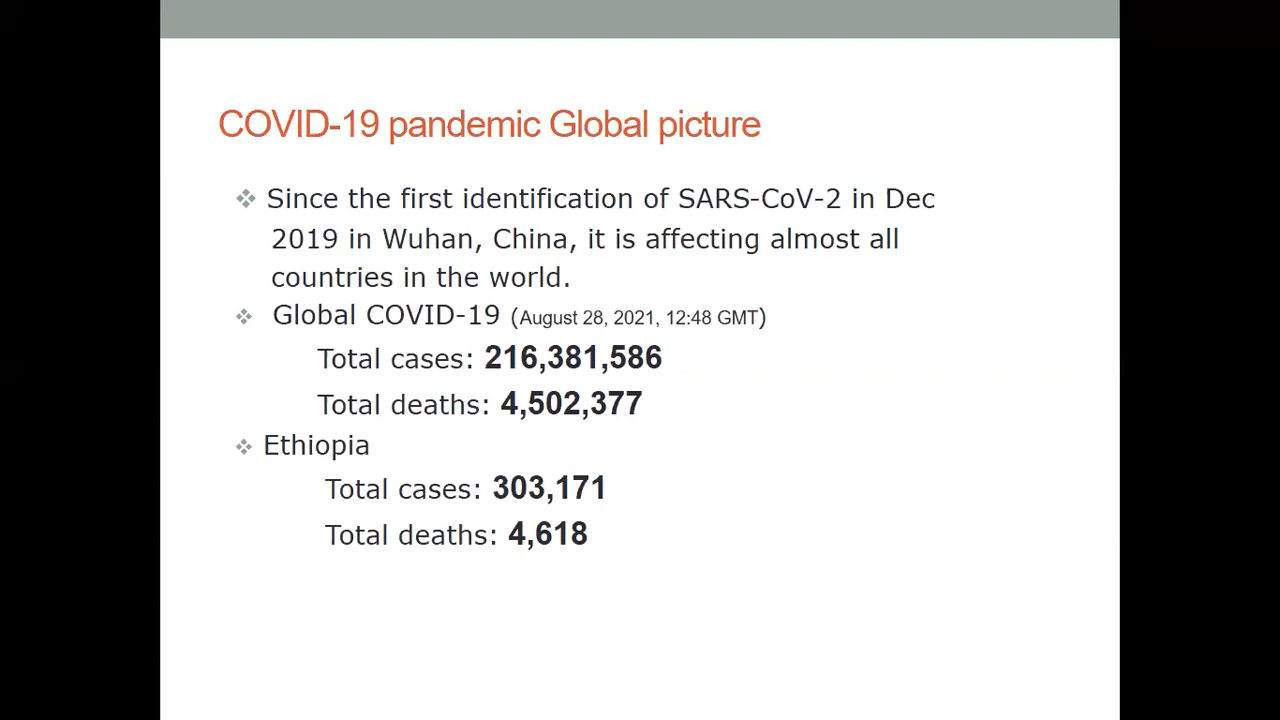 COVID-19 pandemic Global picture
❖ Since the first identification of SARS-CoV-2 in Dec
2019 in Wuhan, China, it is affecting almost all
countries in the world.
❖ Global COVID-19 (August 28, 2021, 12:48 GMT)
Total cases: 216,381,586
Total deaths: 4,502,377
❖ Ethiopia
Total cases: 303,171
Total deaths: 4,618